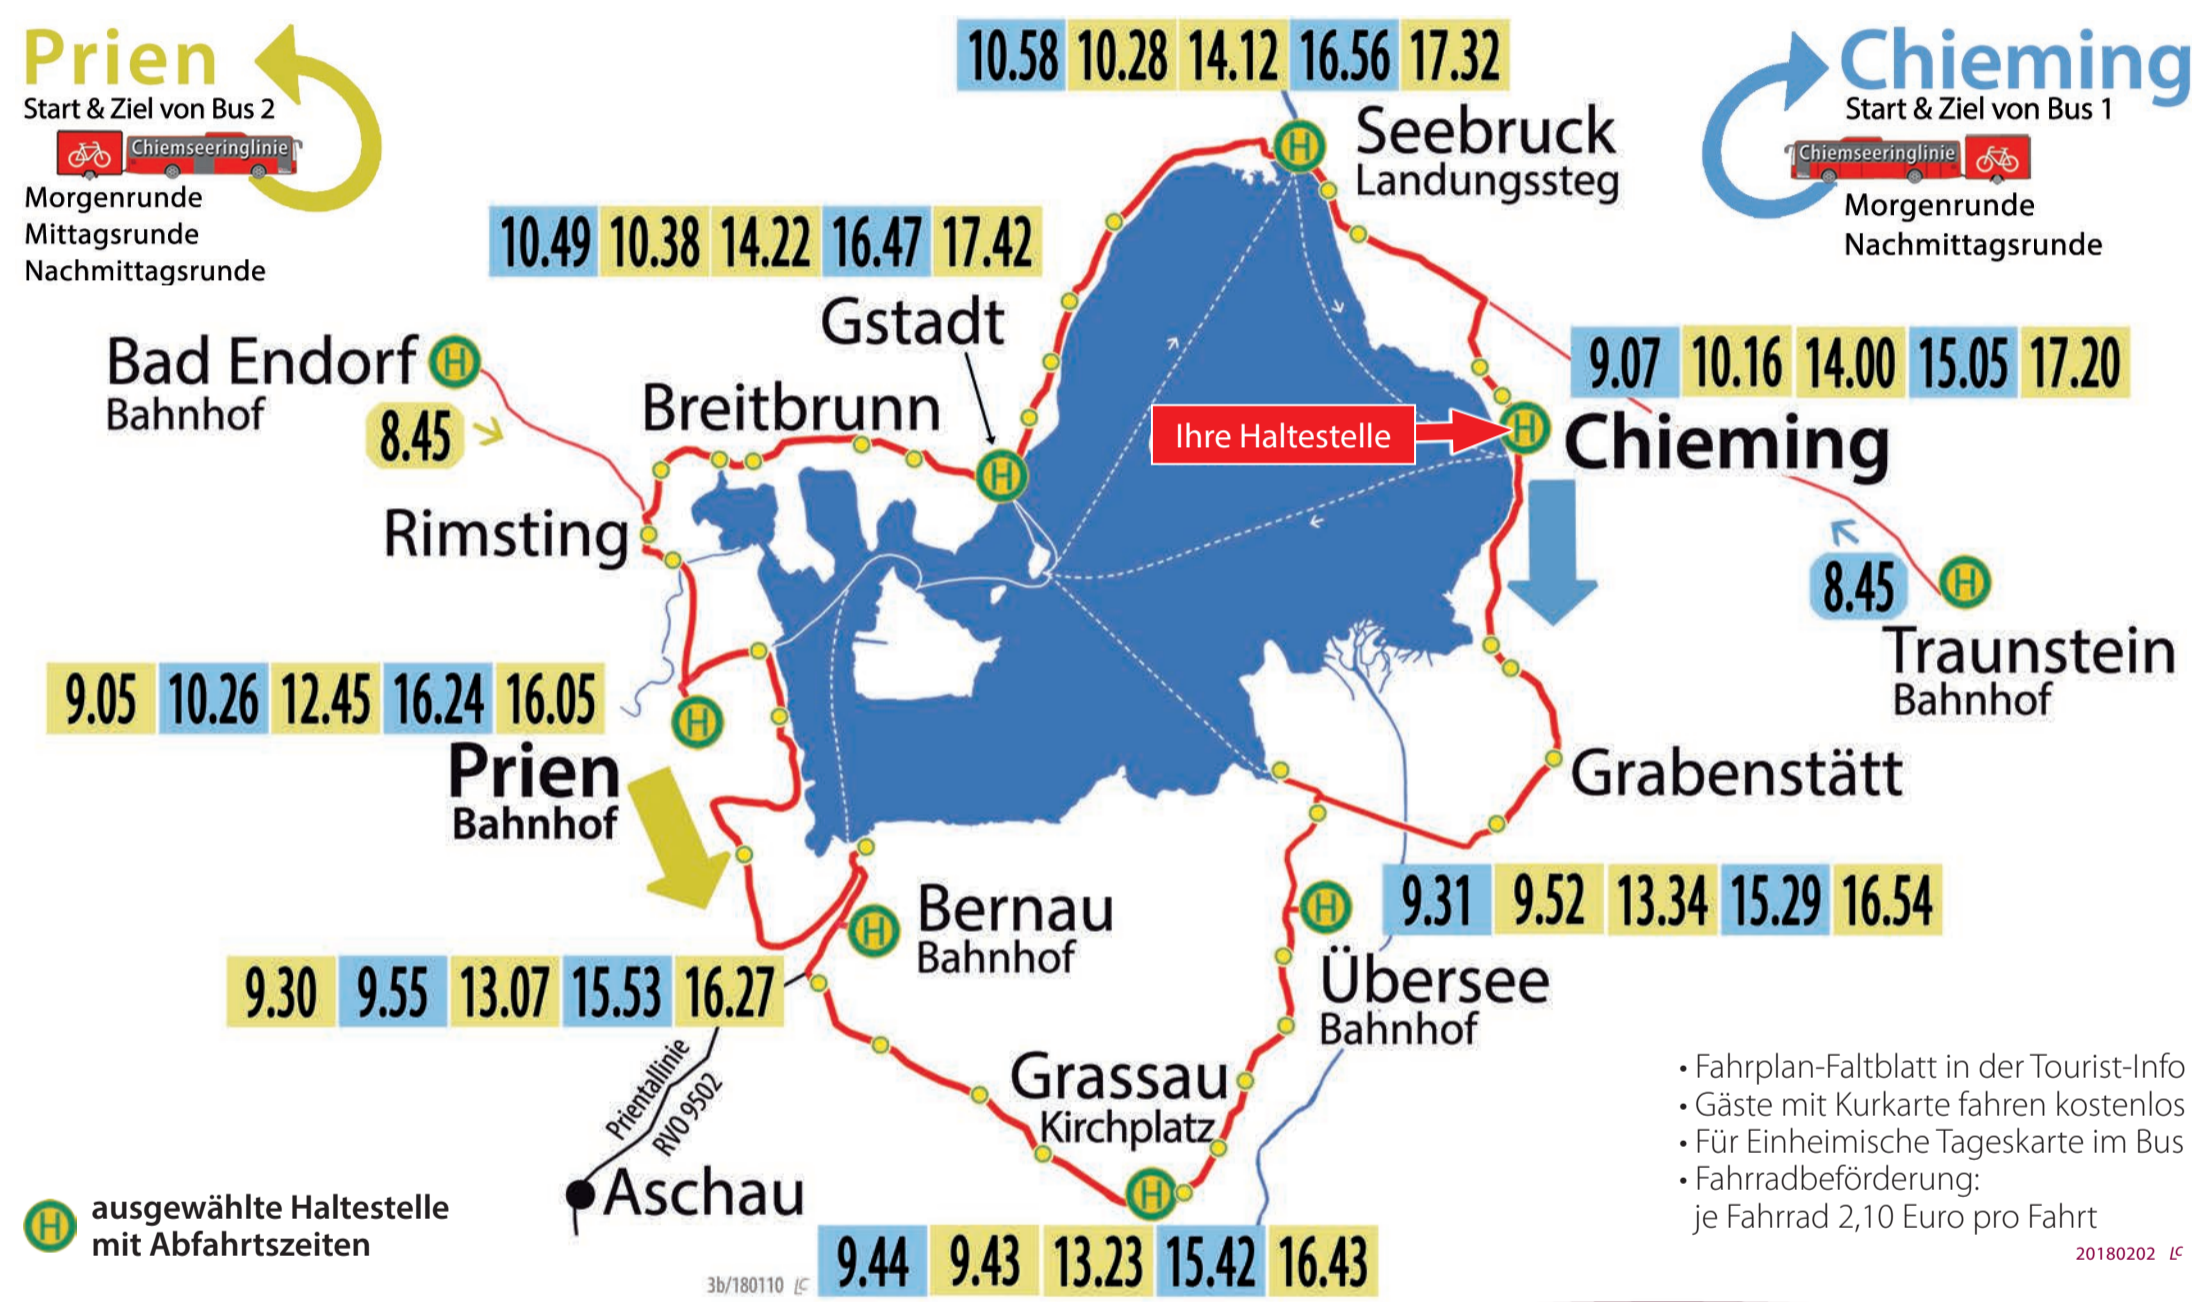 Prien
Start & Ziel von Bus 2
Chiemseeringlinie
Morgenrunde
Mittagsrunde
Nachmittagsrunde
10.58 10.28 14.12 16.56 17.32
Seebruck
Landungssteg
Chieming
Start & Ziel von Bus 1
Chiemseeringlinie
Morgenrunde
Nachmittagsrunde
10.49 10.38 14.22 16.47 17.42
Gstadt
Bad Endorf H
Bahnhof
8.45
Breitbrunn
9.07 10.16 14.00 15.05 17.20
Ihre Haltestelle
H Chieming
Rimsting
8.45
H
Traunstein
Bahnhof
9.05 10.26 12.45 16.24 16.05
H
Prien
Bahnhof
Grabenstätt
H
Bernau
Bahnhof
9.31 9.52 13.34 15.29 16.54
H
Übersee
Bahnhof
9.30 9.55 13.07 15.53 16.27
Prientallinie
RVO 9502
Aschau
Grassau
Kirchplatz
H
9.44 9.43 13.23 15.42 16.43
3b/180110 LC
H ausgewählte Haltestelle
mit Abfahrtszeiten
• Fahrplan-Faltblatt in der Tourist-Info
• Gäste mit Kurkarte fahren kostenlos
• Für Einheimische Tageskarte im Bus
• Fahrradbeförderung:
je Fahrrad 2,10 Euro pro Fahrt
20180202 LC